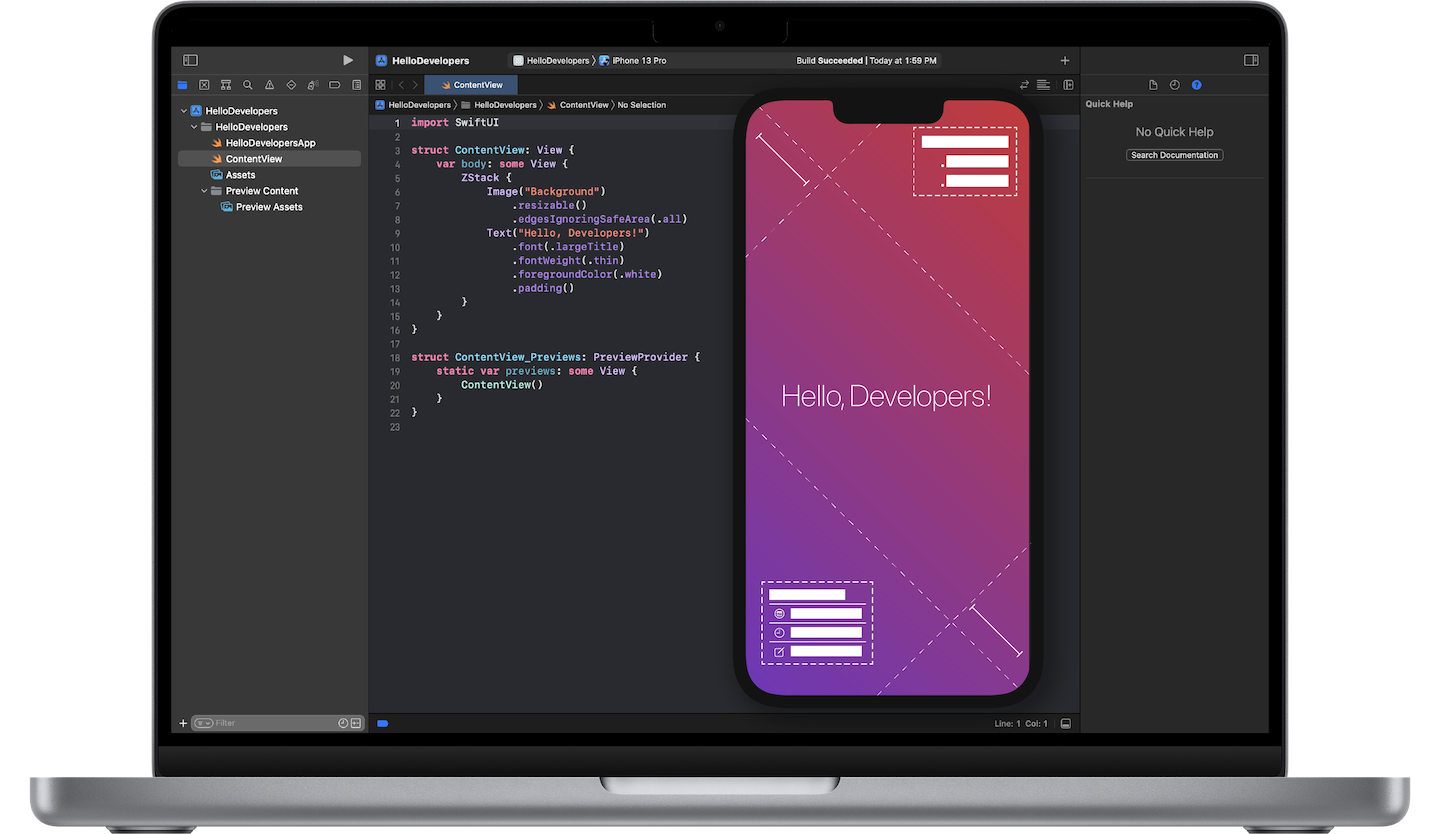 HelloDevelopers
HelloDevelopers 〉 iPhone 13 Pro
Build Succeeded | Today at 1:59 PM
ContentView
HelloDevelopers 〉 HelloDevelopers 〉 ContentView 〉 No Selection
HelloDevelopers
HelloDevelopers
HelloDevelopersApp
ContentView
Assets
Preview Content
Preview Assets
Filter
1 import SwiftUI
2
3 struct ContentView: View {
4     var body: some View {
5         ZStack {
6             Image("Background")
7                 .resizable()
8                 .edgesIgnoringSafeArea(.all)
9             Text("Hello, Developers!")
10                 .font(.largeTitle)
11                 .fontWeight(.thin)
12                 .foregroundColor(.white)
13                 .padding()
14         }
15     }
16 }
17
18 struct ContentView_Previews: PreviewProvider {
19     static var previews: some View {
20         ContentView()
21     }
22 }
23
Hello, Developers!
Line: 1 Col: 1
Quick Help
No Quick Help
Search Documentation